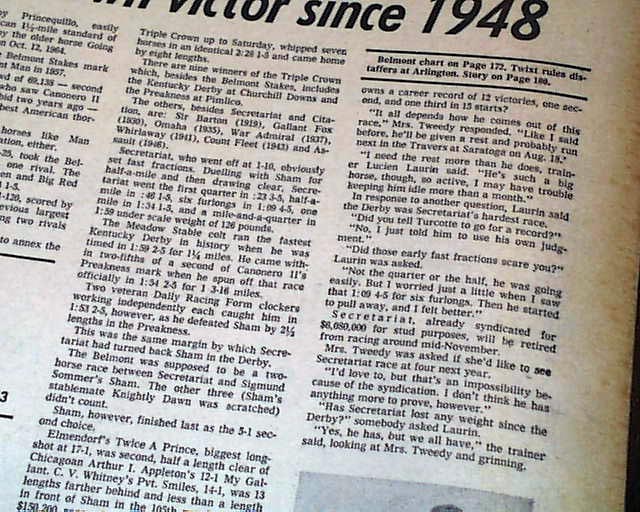 victor since 1948
by Princequillo, easily
can 1½-mile standard of
by the older horse Going
on Oct. 12, 1964.
Belmont Stakes mark
nt Man in 1957.
wd of 69,138 — second
who saw Canonero II
bid two years ago —
best American thor-
horses like Man
ation, either.
-25, took the Bel-
one rival. The
en and Big Red
1-5.
1-120, scored by
evious largest
ng two rivals
to annex the
3
Triple Crown up to Saturday, whipped seven
horses in an identical 2:28 1-5 and came home
by eight lengths.
There are nine winners of the Triple Crown
which, besides the Belmont Stakes, includes
the Kentucky Derby at Churchill Downs and
the Preakness at Pimlico.
The others, besides Secretariat and Cita-
tion, are: Sir Barton (1919), Gallant Fox
(1930), Omaha (1935), War Admiral (1937),
Whirlaway (1941), Count Fleet (1943) and As-
sault (1946).
Secretariat, who went off at 1-10, obviously
set fast fractions. Duelling with Sham for
half-a-mile and then drawing clear, Secre-
tariat went the first quarter in :23 3-5, half-a-
mile in :46 1-5, six furlongs in 1:09 4-5, one
mile in 1:34 1-5, and a mile-and-a-quarter in
1:59 under scale weight of 126 pounds.
The Meadow Stable colt ran the fastest
Kentucky Derby in history when he was
timed in 1:59 2-5 for 1¼ miles. He came with-
in two-fifths of a second of Canonero II's
Preakness mark when he spun off that race
officially in 1:54 2-5 for 1 3-16 miles.
Two veteran Daily Racing Form clockers
working independently each caught him in
1:53 2-5, however, as he defeated Sham by 2½
lengths in the Preakness.
This was the same margin by which Secre-
tariat had turned back Sham in the Derby.
The Belmont was supposed to be a two-
horse race between Secretariat and Sigmund
Sommer's Sham. The other three (Sham's
stablemate Knightly Dawn was scratched)
didn't count.
Sham, however, finished last as the 5-1 sec-
ond choice.
Elmendorf's Twice A Prince, biggest long-
shot at 17-1, was second, half a length clear of
Chicagoan Arthur I. Appleton's 12-1 My Gal-
lant. C. V. Whitney's Pvt. Smiles, 14-1, was 13
lengths farther behind and less than a length
in front of Sham in the 105th
$150,200
Belmont chart on Page 172. Twixt rules dis-
taffers at Arlington. Story on Page 180.
owns a career record of 12 victories, one sec-
ond, and one third in 15 starts?
"It all depends how he comes out of this
race," Mrs. Tweedy responded. "Like I said
before, he'll be given a rest and probably run
next in the Travers at Saratoga on Aug. 18."
"I need the rest more than he does, train-
er Lucien Laurin said. "He's such a big
horse, though, so active, I may have trouble
keeping him idle more than a month."
In response to another question, Laurin said
the Derby was Secretariat's hardest race.
"Did you tell Turcotte to go for a record?"
"No, I just told him to use his own judg-
ment."
"Did those early fast fractions scare you?"
Laurin was asked.
"Not the quarter or the half, he was going
easily. But I worried just a little when I saw
that 1:09 4-5 for six furlongs. Then he started
to pull away, and I felt better."
Secretariat, already syndicated for
$6,080,000 for stud purposes, will be retired
from racing around mid-November.
Mrs. Tweedy was asked if she'd like to see
Secretariat race at four next year.
"I'd love to, but that's an impossibility be-
cause of the syndication. I don't think he has
anything more to prove, however."
"Has Secretariat lost any weight since the
Derby?" somebody asked Laurin.
"Yes, he has, but we all have," the trainer
said, looking at Mrs. Tweedy and grinning.